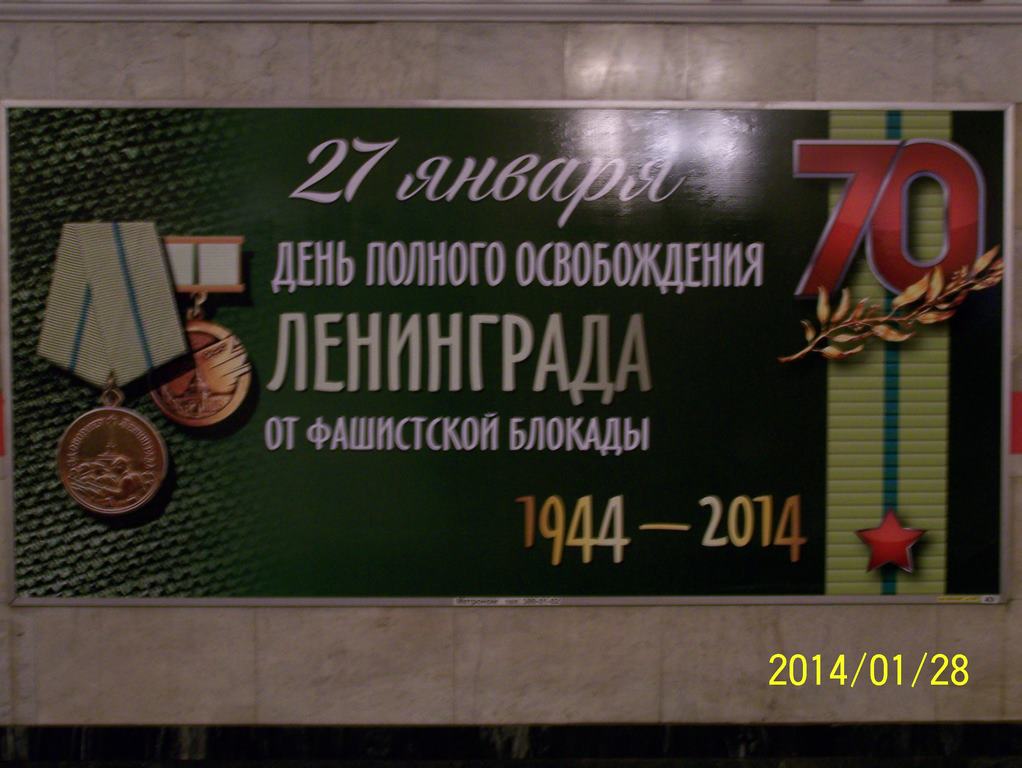 27 января
70
ДЕНЬ ПОЛНОГО ОСВОБОЖДЕНИЯ
ЛЕНИНГРАДА
ОТ ФАШИСТСКОЙ БЛОКАДЫ
1944 – 2014
2014/01/28